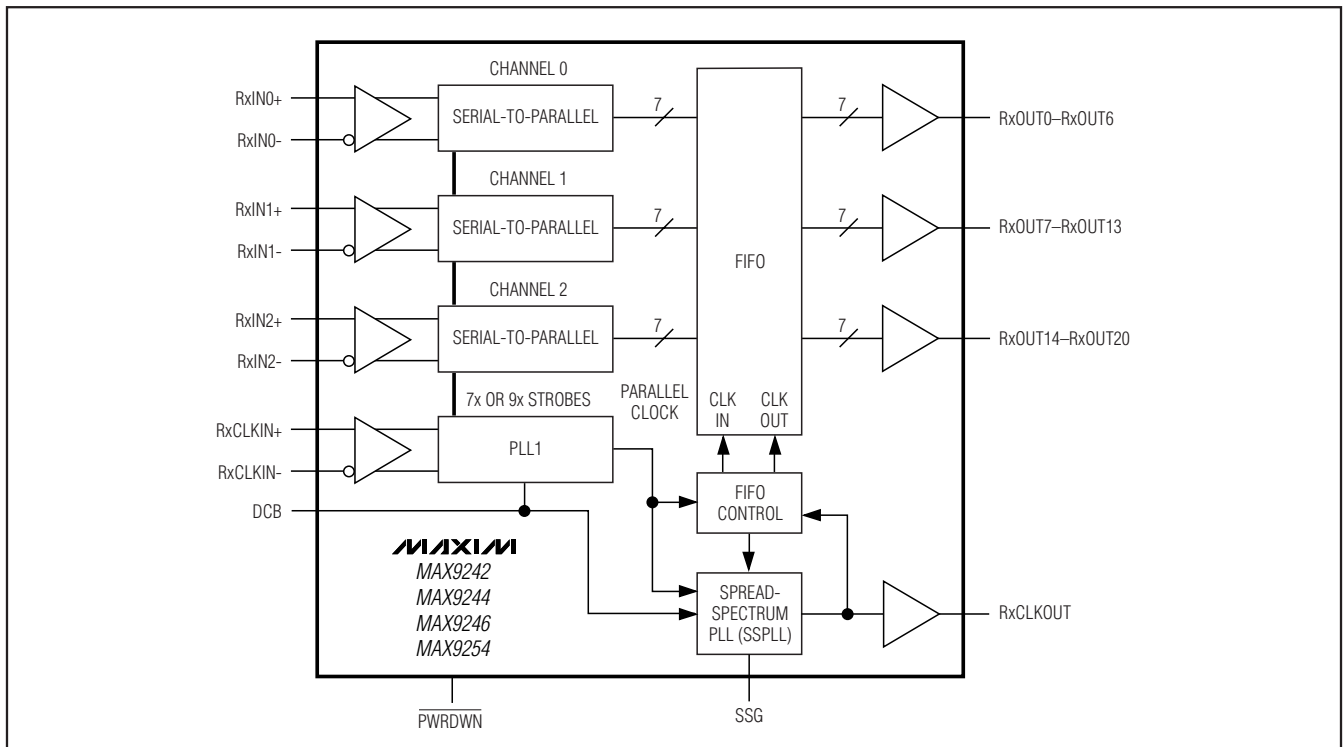 CHANNEL 0
RxIN0+
RxIN0-
SERIAL-TO-PARALLEL
7
7
RxOUT0–RxOUT6
CHANNEL 1
RxIN1+
RxIN1-
SERIAL-TO-PARALLEL
7
7
RxOUT7–RxOUT13
FIFO
CHANNEL 2
RxIN2+
RxIN2-
SERIAL-TO-PARALLEL
7
7
RxOUT14–RxOUT20
7x OR 9x STROBES
PARALLEL
CLOCK
CLK
IN
CLK
OUT
RxCLKIN+
RxCLKIN-
PLL1
DCB
FIFO
CONTROL
MAXIM
MAX9242
MAX9244
MAX9246
MAX9254
SPREAD-
SPECTRUM
PLL (SSPLL)
RxCLKOUT
PWRDWN
SSG